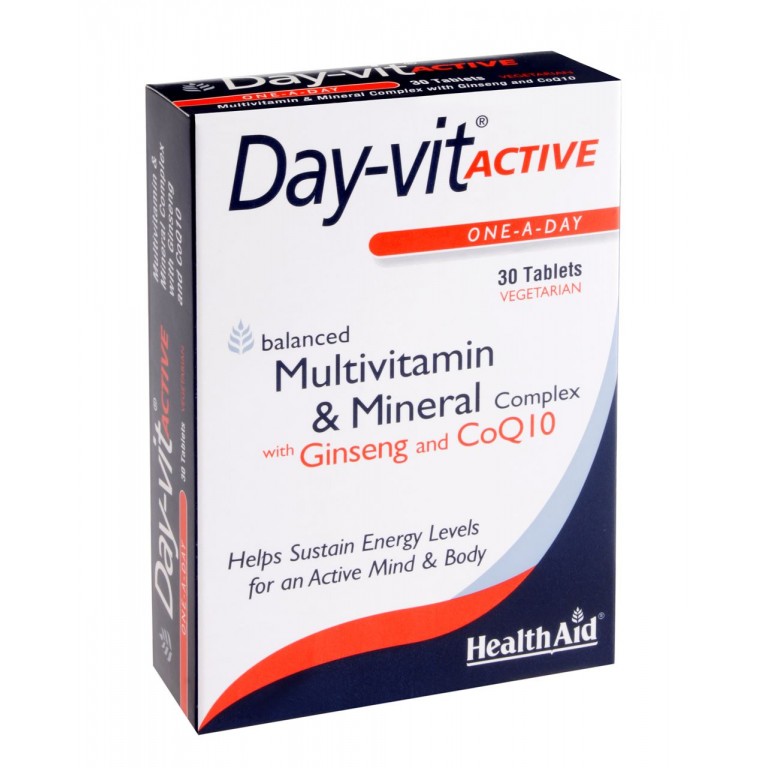 Day-vit ACTIVE
30 Tablets VEGETARIAN
ONE-A-DAY
Multivitamin & Mineral Complex with Ginseng and CoQ10
Day-vit® ACTIVE
ONE-A-DAY
30 Tablets
VEGETARIAN
balanced
Multivitamin
& Mineral Complex
with Ginseng and CoQ10
Helps Sustain Energy Levels
for an Active Mind & Body
HealthAid®
Multivitamin &
Mineral Complex
with Ginseng
and CoQ10
Day-vit® ACTIVE
30 Tablets VEGETARIAN
ONE-A-DAY